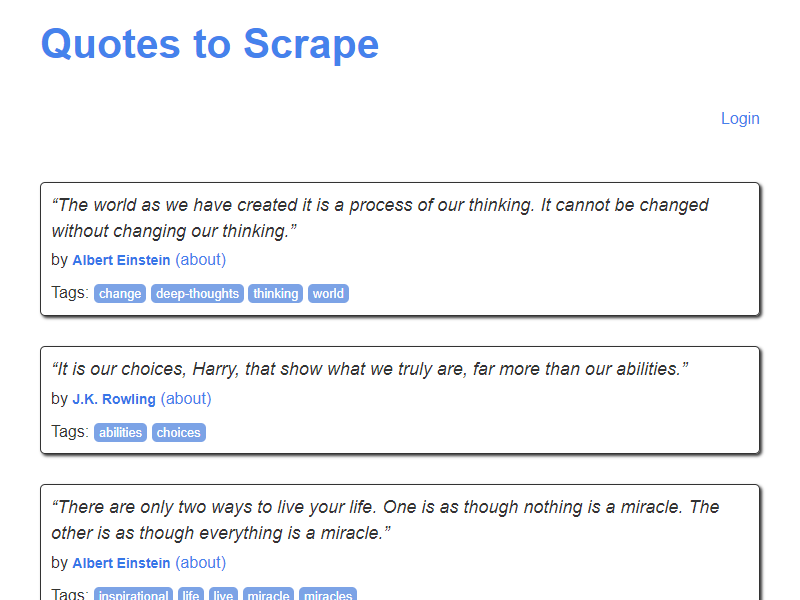 Quotes to Scrape
Login
“The world as we have created it is a process of our thinking. It cannot be changed
without changing our thinking.”
by Albert Einstein (about)
Tags: change deep-thoughts thinking world
“It is our choices, Harry, that show what we truly are, far more than our abilities.”
by J.K. Rowling (about)
Tags: abilities choices
“There are only two ways to live your life. One is as though nothing is a miracle. The
other is as though everything is a miracle.”
by Albert Einstein (about)
Tags: inspirational life live miracle miracles